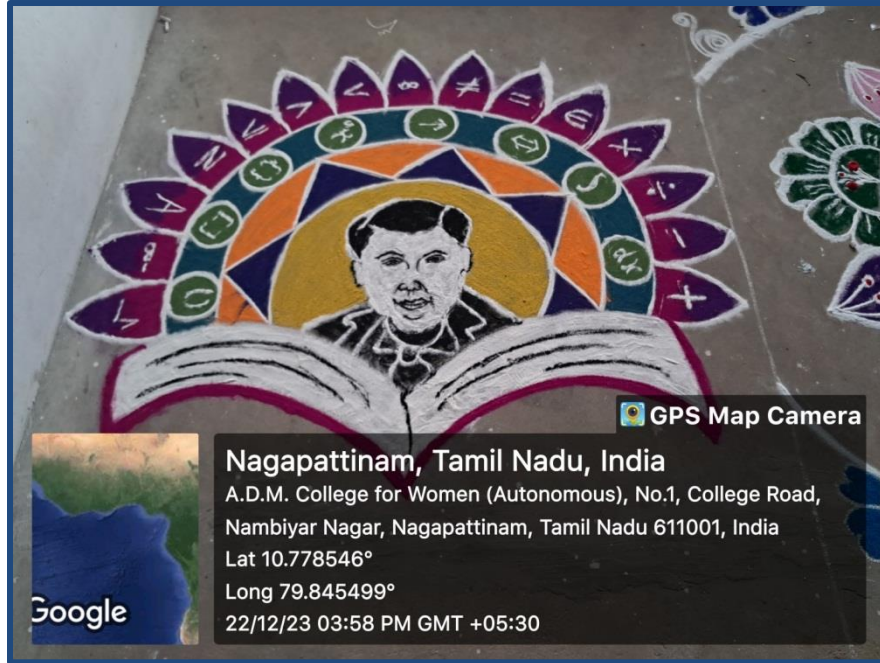 GPS Map Camera
Nagapattinam, Tamil Nadu, India
A.D.M. College for Women (Autonomous), No.1, College Road,
Nambiyar Nagar, Nagapattinam, Tamil Nadu 611001, India
Lat 10.778546°
Long 79.845499°
22/12/23 03:58 PM GMT +05:30
Google